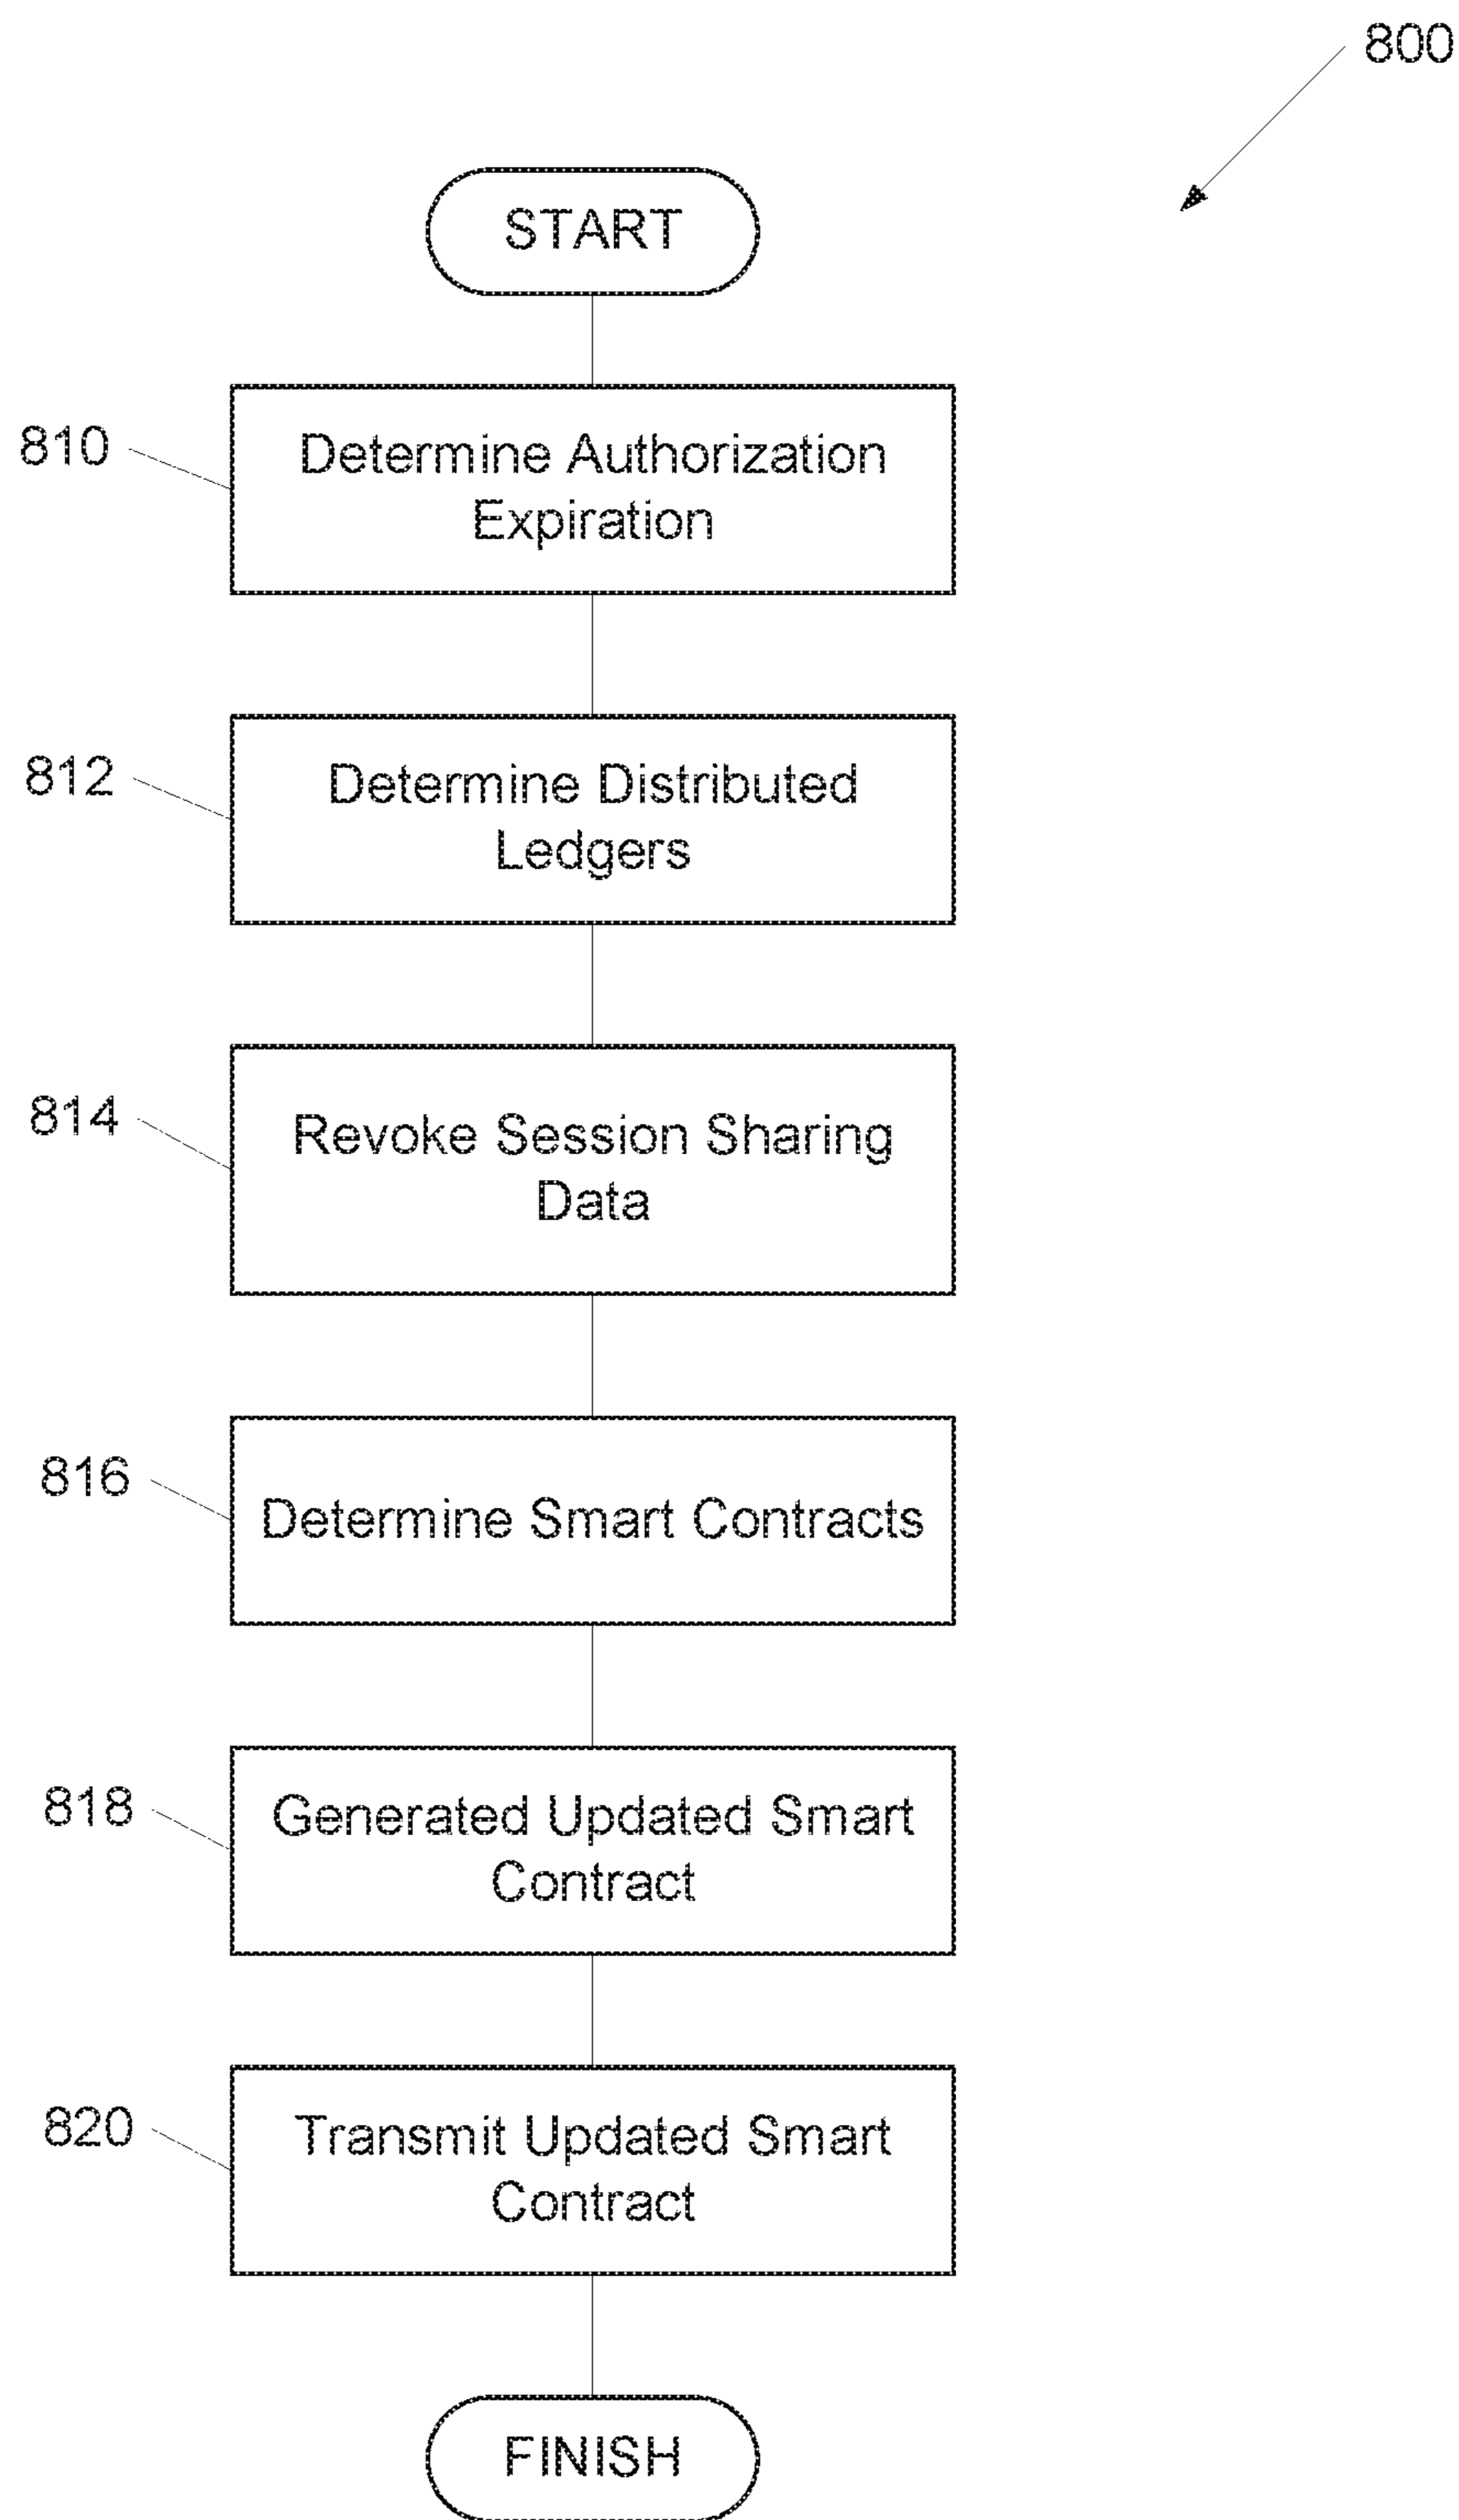 800
START
810
Determine Authorization
Expiration
812
Determine Distributed
Ledgers
814
Revoke Session Sharing
Data
816
Determine Smart Contracts
818
Generated Updated Smart
Contract
820
Transmit Updated Smart
Contract
FINISH